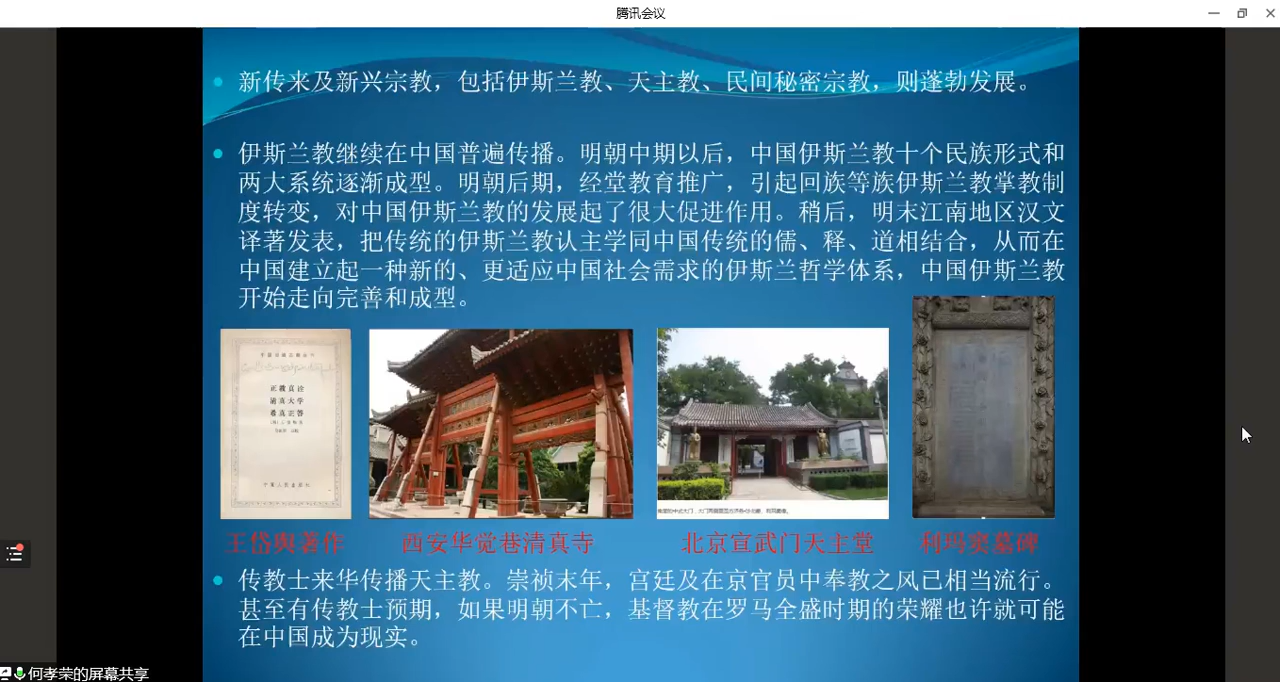 腾讯会议
新传来及新兴宗教，包括伊斯兰教、天主教、民间秘密宗教，则蓬勃发展。
伊斯兰教继续在中国普遍传播。明朝中期以后，中国伊斯兰教十个民族形式和
两大系统逐渐成型。明朝后期，经堂教育推广，引起回族等族伊斯兰教掌教制
度转变，对中国伊斯兰教的发展起了很大促进作用。稍后，明末江南地区汉文
译著发表，把传统的伊斯兰教认主学同中国传统的儒、释、道相结合，从而在
中国建立起一种新的、更适应中国社会需求的伊斯兰哲学体系，中国伊斯兰教
开始走向完善和成型。
正教真诠
清真大学
希真正答
王岱舆著作
西安华觉巷清真寺
北京宣武门天主堂
利玛窦墓碑
传教士来华传播天主教。崇祯末年，宫廷及在京官员中奉教之风已相当流行。
甚至有传教士预期，如果明朝不亡，基督教在罗马全盛时期的荣耀也许就可能
在中国成为现实。
何孝荣的屏幕共享